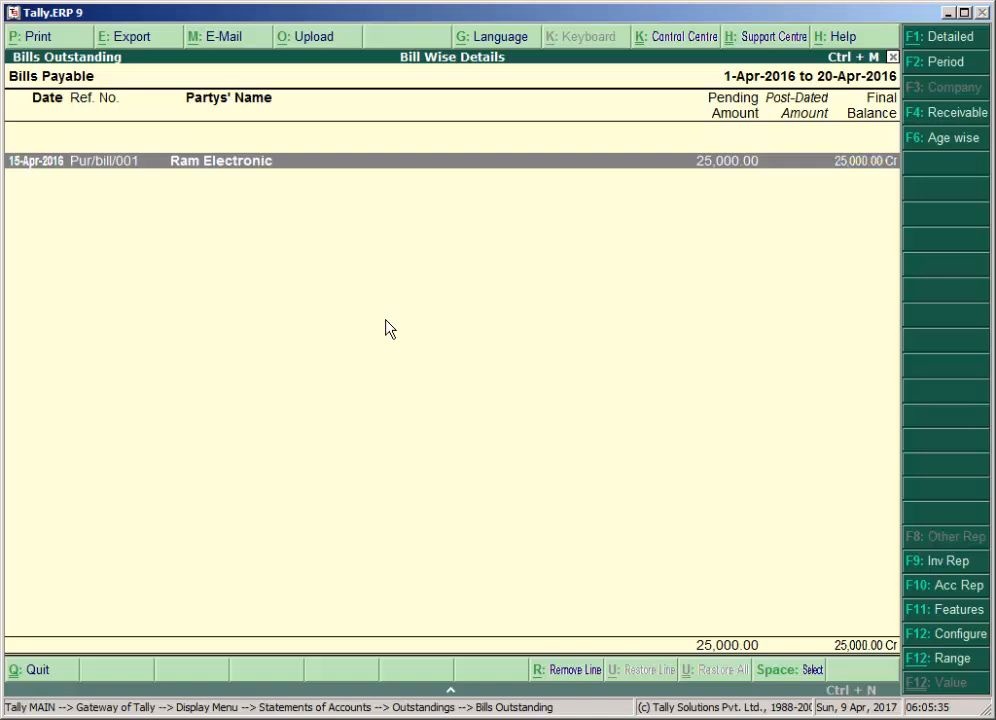 Tally.ERP 9
P: Print E: Export M: E-Mail O: Upload G: Language K: Keyboard K: Control Centre H: Support Centre H: Help
Bills Outstanding Bill Wise Details Ctrl + M
Bills Payable 1-Apr-2016 to 20-Apr-2016
Date Ref. No. Partys' Name Pending Post-Dated Final
Amount Amount Balance
15-Apr-2016 Pur/bill/001 Ram Electronic 25,000.00 25,000.00 Cr
25,000.00 25,000.00 Cr
Q: Quit R: Remove Line U: Restore Line U: Restore All Space: Select
Ctrl + N
Tally MAIN --> Gateway of Tally --> Display Menu --> Statements of Accounts --> Outstandings --> Bills Outstanding (c) Tally Solutions Pvt. Ltd., 1988-200 Sun, 9 Apr, 2017 06:05:35
F1: Detailed
F2: Period
F3: Company
F4: Receivable
F6: Age wise
F8: Other Rep
F9: Inv Rep
F10: Acc Rep
F11: Features
F12: Configure
F12: Range
F12: Value